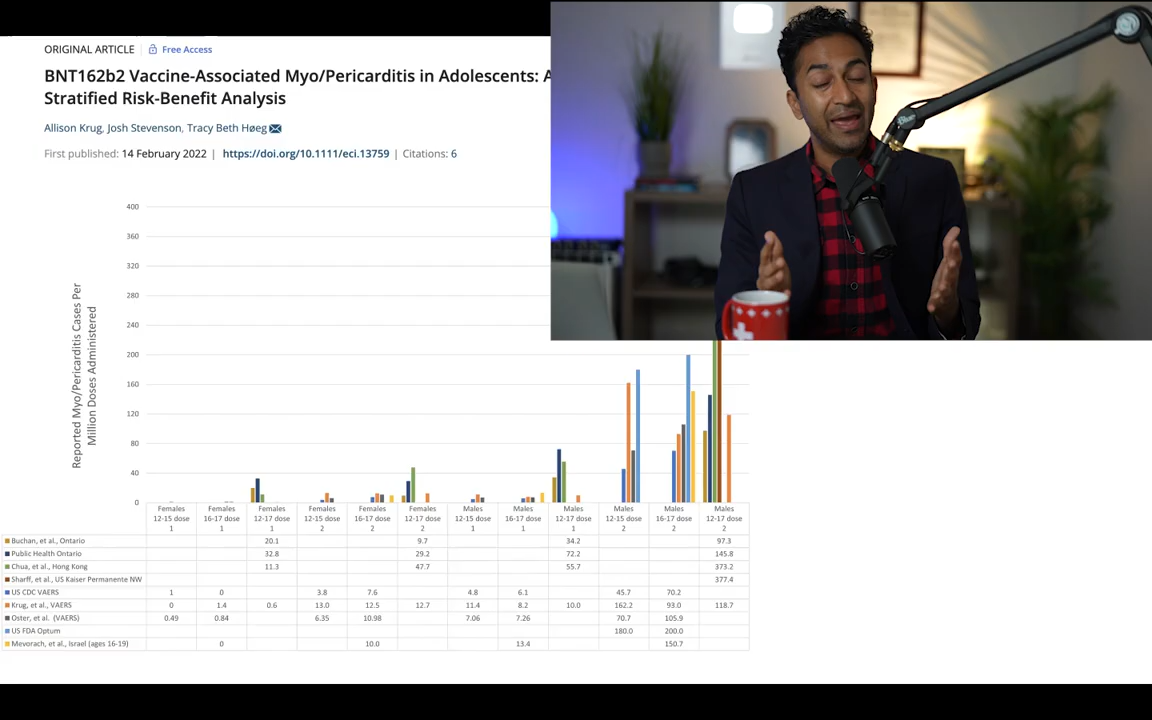 ORIGINAL ARTICLE Free Access
BNT162b2 Vaccine-Associated Myo/Pericarditis in Adolescents: A
Stratified Risk-Benefit Analysis
Allison Krug, Josh Stevenson, Tracy Beth Høeg
First published: 14 February 2022 | https://doi.org/10.1111/eci.13759 | Citations: 6
Reported Myo/Pericarditis Cases Per
Million Doses Administered
400
360
320
280
240
200
160
120
80
40
0
Females Females Females Females Females Females Males Males Males Males Males Males
12-15 dose 16-17 dose 12-17 dose 12-15 dose 16-17 dose 12-17 dose 12-15 dose 16-17 dose 12-17 dose 12-15 dose 16-17 dose 12-17 dose
1 1 1 2 2 2 1 1 1 2 2 2
Buchan, et al., Ontario 20.1 9.7 34.2 97.3
Public Health Ontario 32.8 29.2 72.2 145.8
Chua, et al., Hong Kong 11.3 47.7 55.7 373.2
Sharff, et al., US Kaiser Permanente NW 377.4
US CDC VAERS 1 0 3.8 7.6 4.8 6.1 45.7 70.2
Krug, et al., VAERS 0 1.4 0.6 13.0 12.5 12.7 11.4 8.2 10.0 162.2 93.0 118.7
Oster, et al. (VAERS) 0.49 0.84 6.35 10.98 7.06 7.26 70.7 105.9
US FDA Optum 180.0 200.0
Mevorach, et al., Israel (ages 16-19) 0 10.0 13.4 150.7